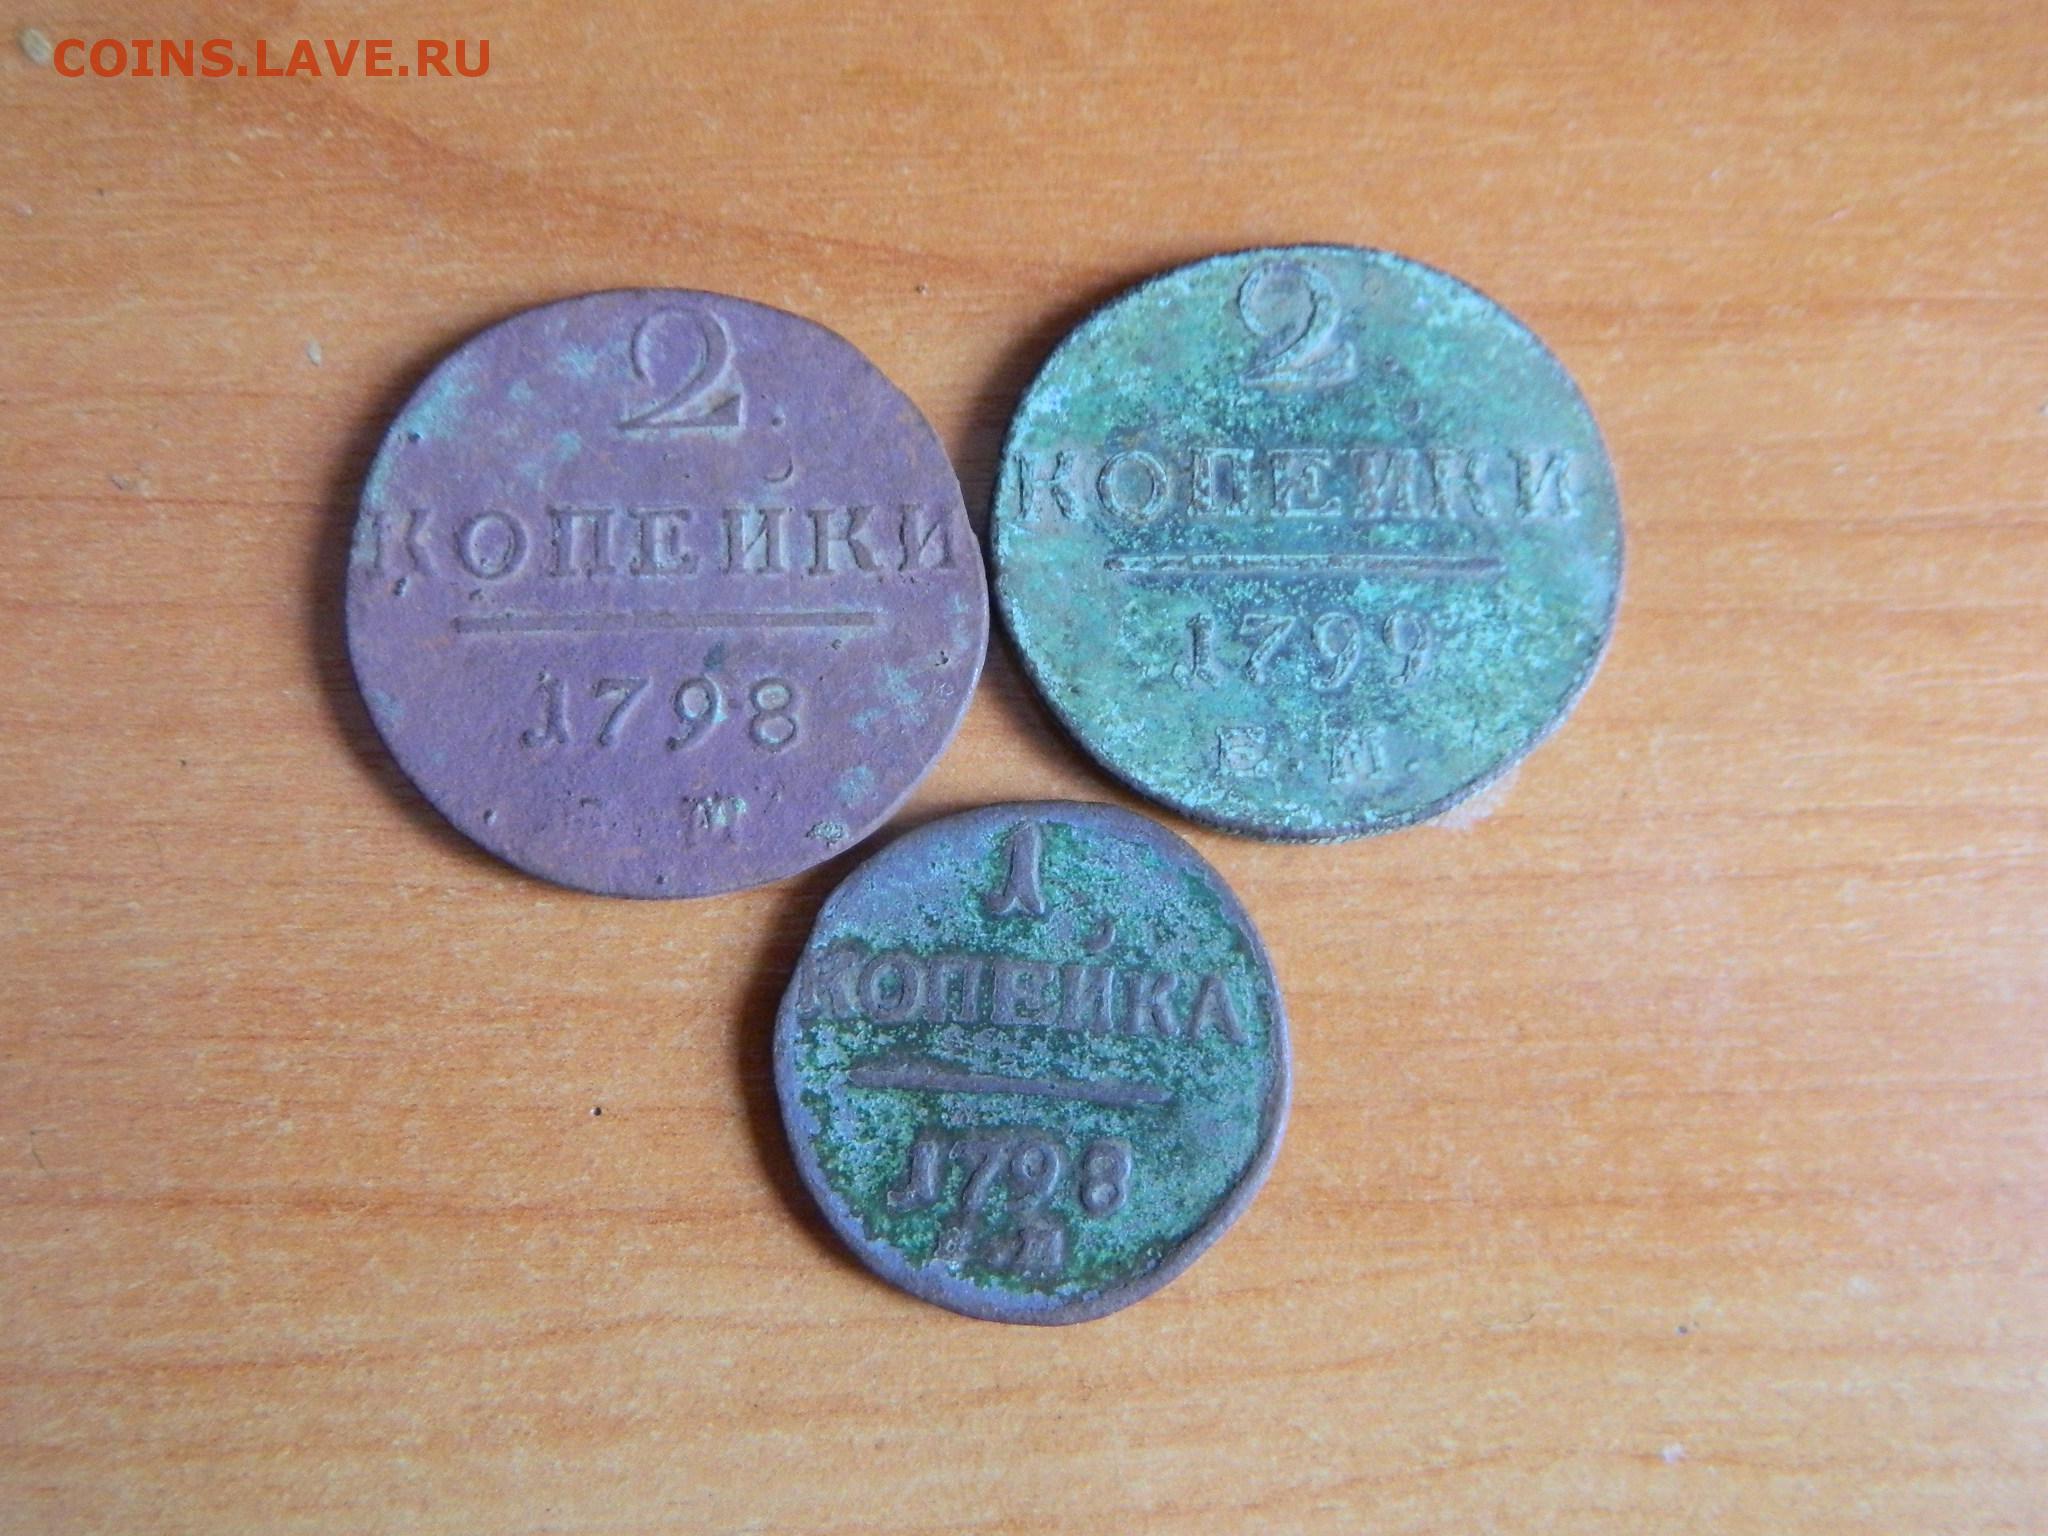 COINS.LAVE.RU
2
КОПЕЙКИ
1798
Е.М
2
КОПЕЙКИ
1799
Е.М.
1
КОПЕЙКА
1798
Е.М